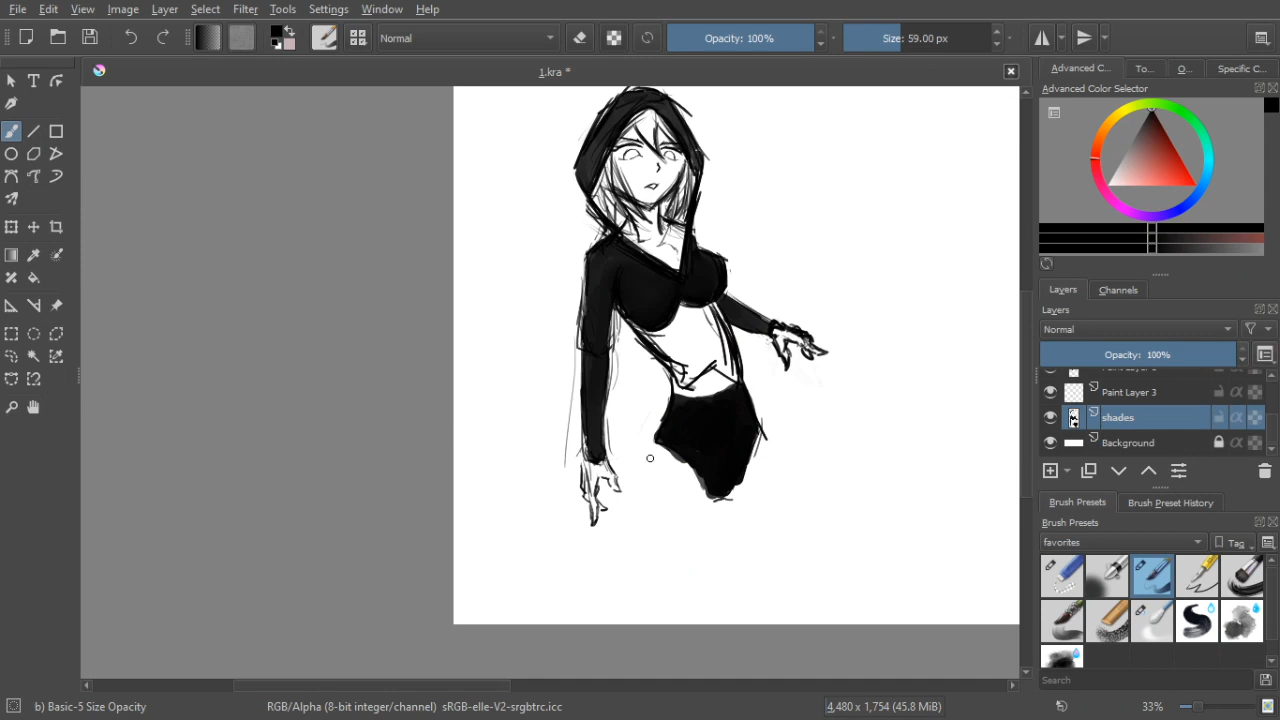 File Edit View Image Layer Select Filter Tools Settings Window Help
Normal Opacity: 100% Size: 59.00 px
1.kra *
Advanced C... To... O... Specific C...
Advanced Color Selector
Layers Channels
Layers
Normal
Opacity: 100%
Paint Layer 3
shades
Background
Brush Presets Brush Preset History
Brush Presets
favorites Tag
Search
b) Basic-5 Size Opacity RGB/Alpha (8-bit integer/channel) sRGB-elle-V2-srgbtrc.icc 4,480 x 1,754 (45.8 MiB) 33%